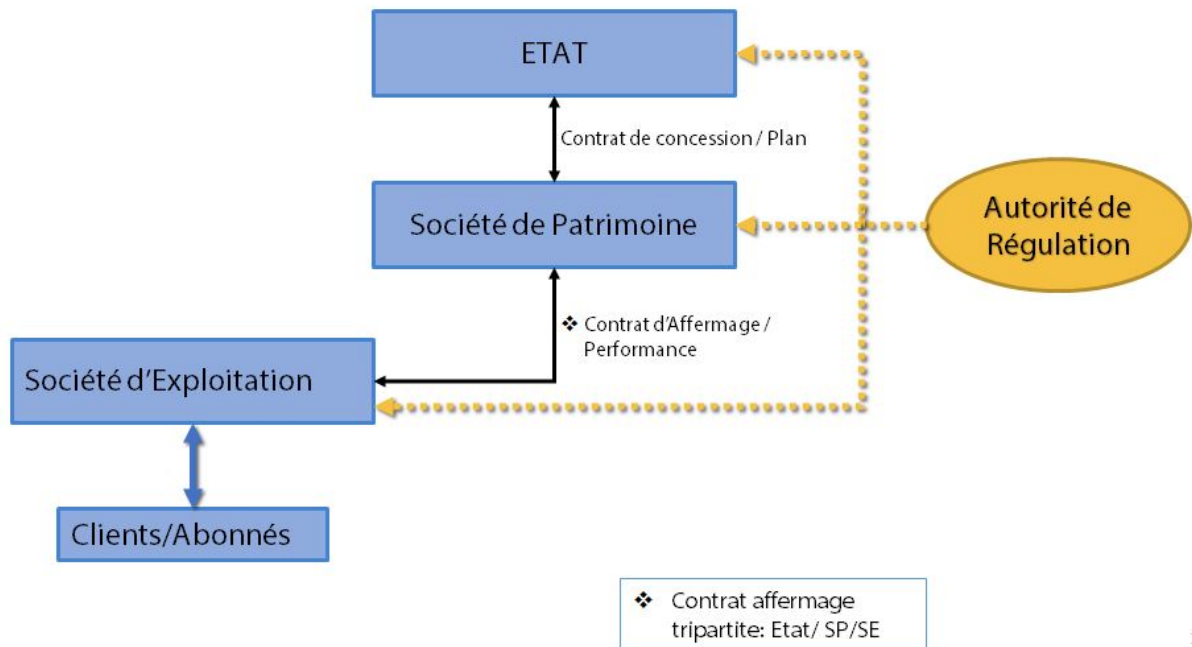 ETAT
Contrat de concession / Plan
Société de Patrimoine
Autorité de
Régulation
❖ Contrat d'Affermage /
Performance
Société d'Exploitation
Clients/Abonnés
❖ Contrat affermage
tripartite: Etat/ SP/SE